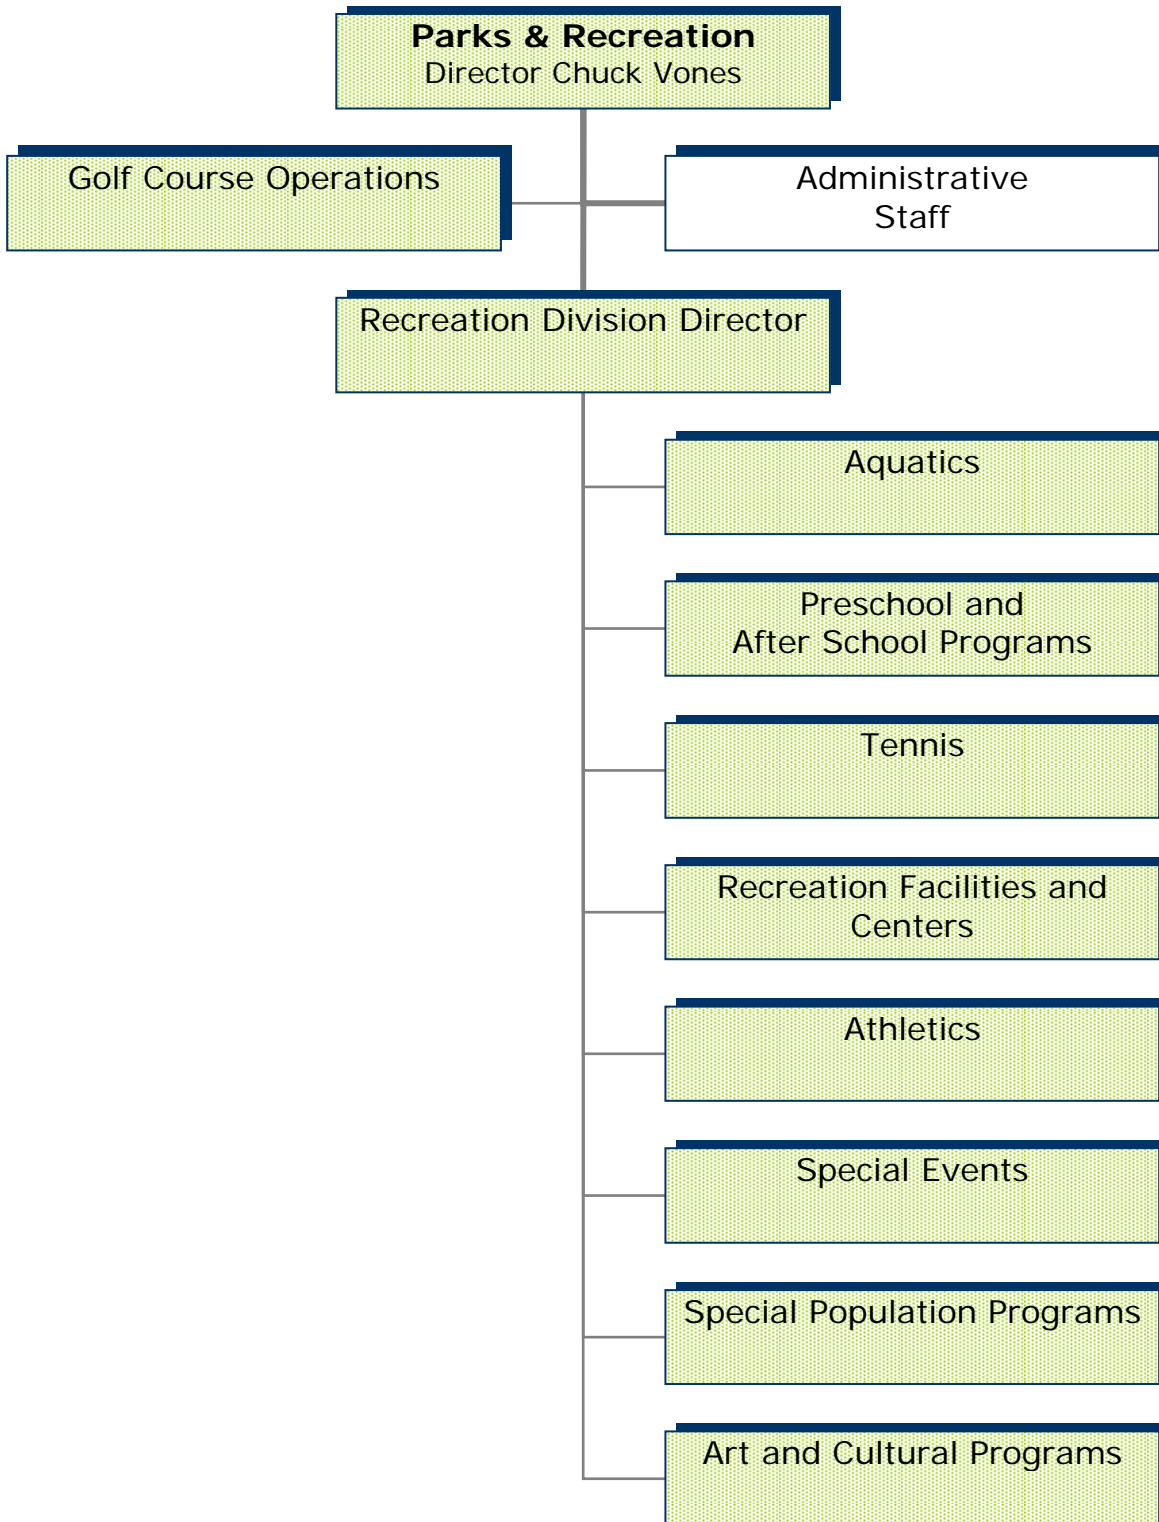 Parks & Recreation
Director Chuck Vones
Golf Course Operations
Administrative
Staff
Recreation Division Director
Aquatics
Preschool and
After School Programs
Tennis
Recreation Facilities and
Centers
Athletics
Special Events
Special Population Programs
Art and Cultural Programs